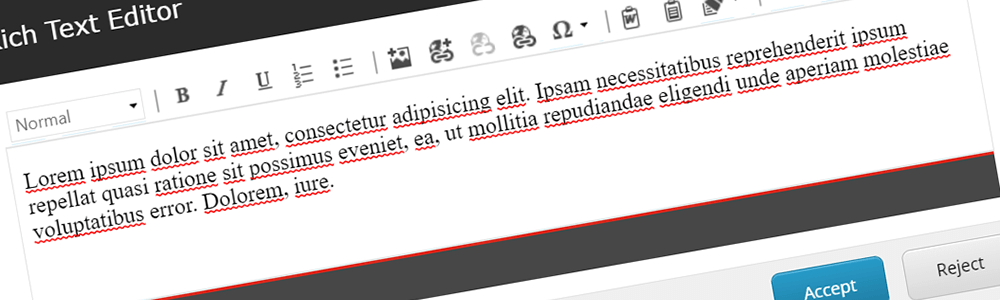 ich Text Editor
Normal B I U Ω
Lorem ipsum dolor sit amet, consectetur adipisicing elit. Ipsam necessitatibus reprehenderit ipsum
repellat quasi ratione sit possimus eveniet, ea, ut mollitia repudiandae eligendi unde aperiam molestiae
voluptatibus error. Dolorem, iure.
Accept Reject